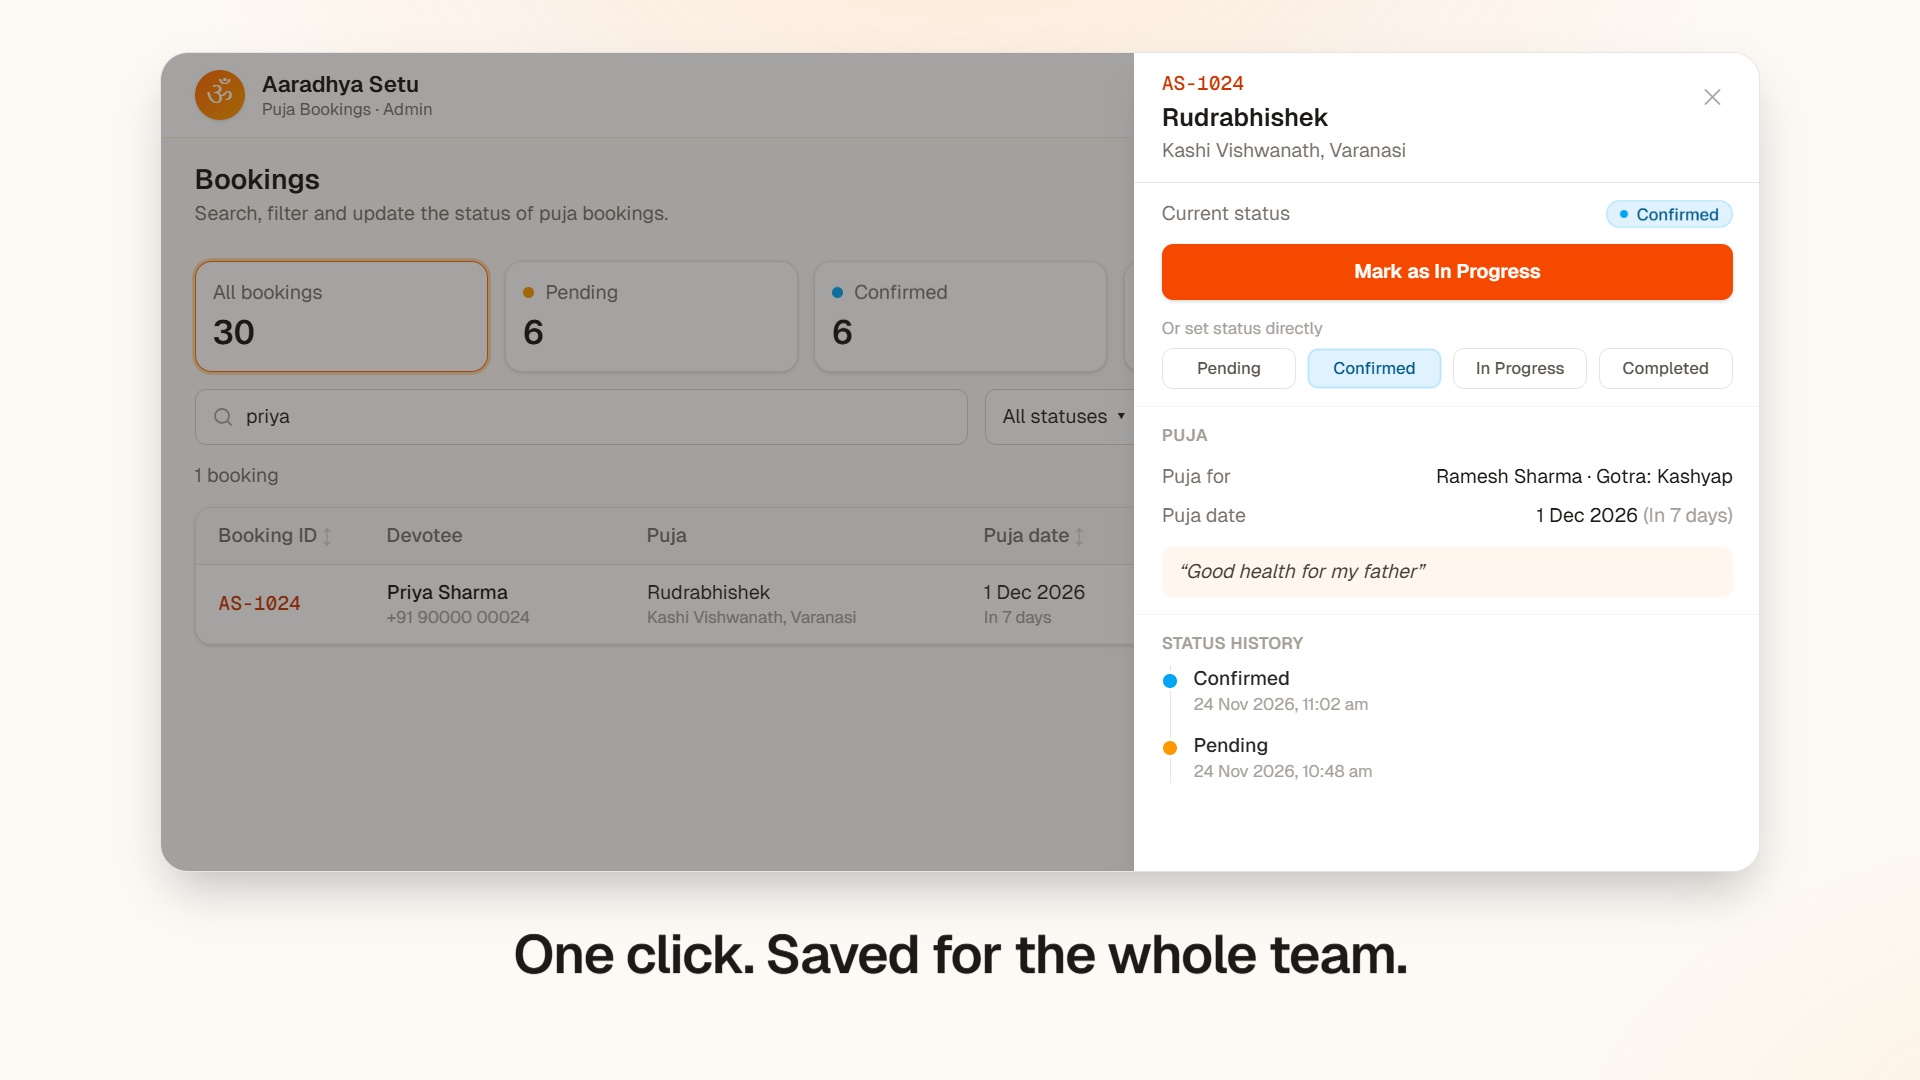 ॐ
Aaradhya Setu
Puja Bookings · Admin
Bookings
Search, filter and update the status of puja bookings.
All bookings
30
Pending
6
Confirmed
6
priya
All statuses
1 booking
Booking ID Devotee Puja Puja date
AS-1024 Priya Sharma Rudrabhishek 1 Dec 2026
+91 90000 00024 Kashi Vishwanath, Varanasi In 7 days
AS-1024
Rudrabhishek
Kashi Vishwanath, Varanasi
Current status Confirmed
Mark as In Progress
Or set status directly
Pending Confirmed In Progress Completed
PUJA
Puja for Ramesh Sharma · Gotra: Kashyap
Puja date 1 Dec 2026 (In 7 days)
“Good health for my father”
STATUS HISTORY
Confirmed
24 Nov 2026, 11:02 am
Pending
24 Nov 2026, 10:48 am
One click. Saved for the whole team.